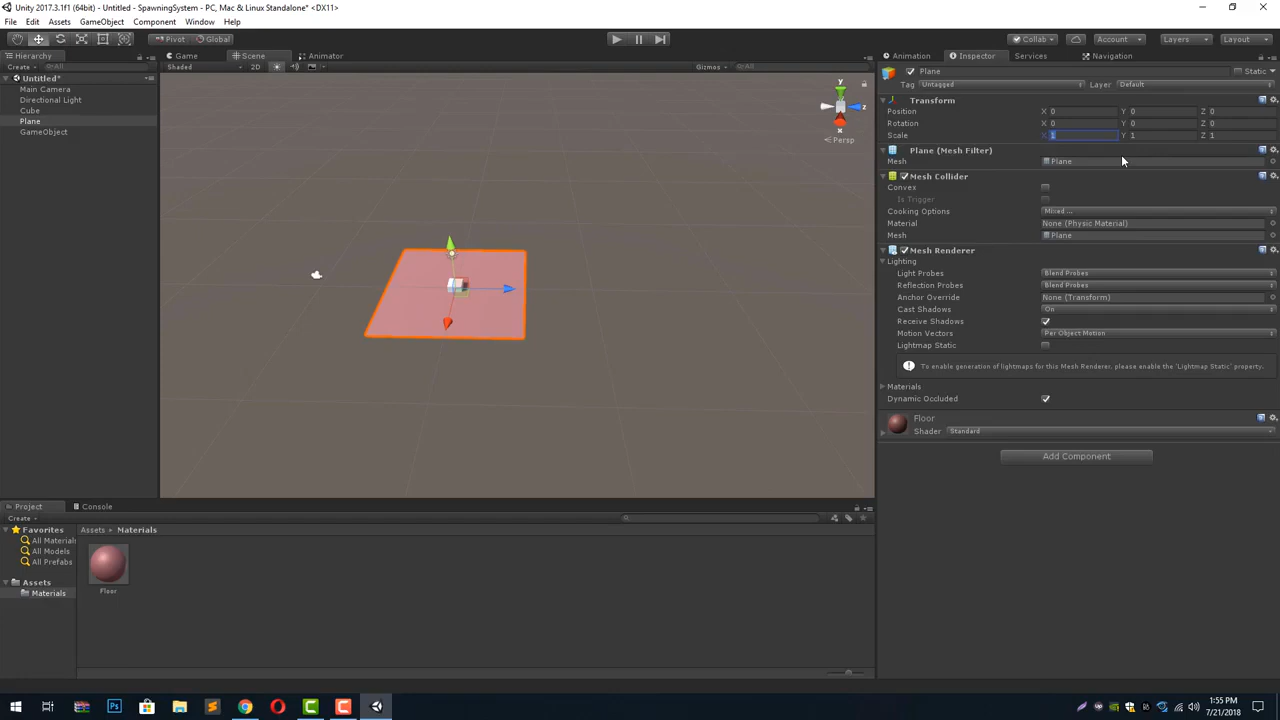 Unity 2017.3.1f1 (64bit) - Untitled - SpawningSystem - PC, Mac & Linux Standalone* <DX11>
File Edit Assets GameObject Component Window Help
Pivot Global Collab Account Layers Layout
Hierarchy Game Scene Animator Animation Inspector Services Navigation
Create All Shaded 2D Gizmos All
Untitled*
Main Camera
Directional Light
Cube
Plane
GameObject
y
z
x
Persp
Plane Static
Tag Untagged Layer Default
Transform
Position X 0 Y 0 Z 0
Rotation X 0 Y 0 Z 0
Scale X 1 Y 1 Z 1
Plane (Mesh Filter)
Mesh Plane
Mesh Collider
Convex
Is Trigger
Cooking Options Mixed ...
Material None (Physic Material)
Mesh Plane
Mesh Renderer
Lighting
Light Probes Blend Probes
Reflection Probes Blend Probes
Anchor Override None (Transform)
Cast Shadows On
Receive Shadows
Motion Vectors Per Object Motion
Lightmap Static
To enable generation of lightmaps for this Mesh Renderer, please enable the 'Lightmap Static' property.
Materials
Dynamic Occluded
Floor
Shader Standard
Add Component
Project Console
Create
Favorites
All Materials
All Models
All Prefabs
Assets
Materials
Assets Materials
Floor
1:55 PM
7/21/2018